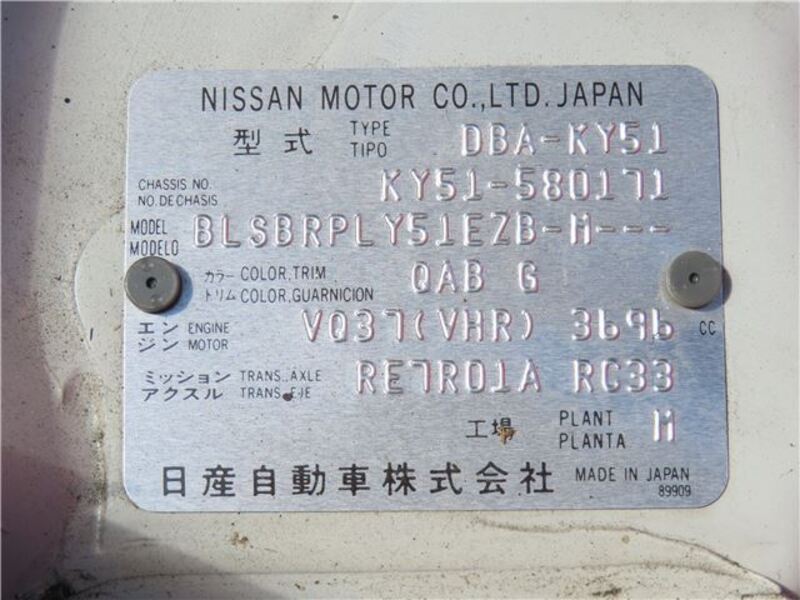 NISSAN MOTOR CO.,LTD. JAPAN
型式 TYPE TIPO DBA-KY51
CHASSIS NO. NO. DE CHASIS KY51-580171
MODEL MODELO BLSBRPLY51EZB-M---
カラー COLOR,TRIM QAB G
トリム COLOR,GUARNICION
エンジン ENGINE MOTOR VQ37(VHR) 3696 CC
ミッション TRANS. AXLE RE7R01A RC33
アクスル TRANS. EJE
工場 PLANT PLANTA M
日産自動車株式会社 MADE IN JAPAN
89909